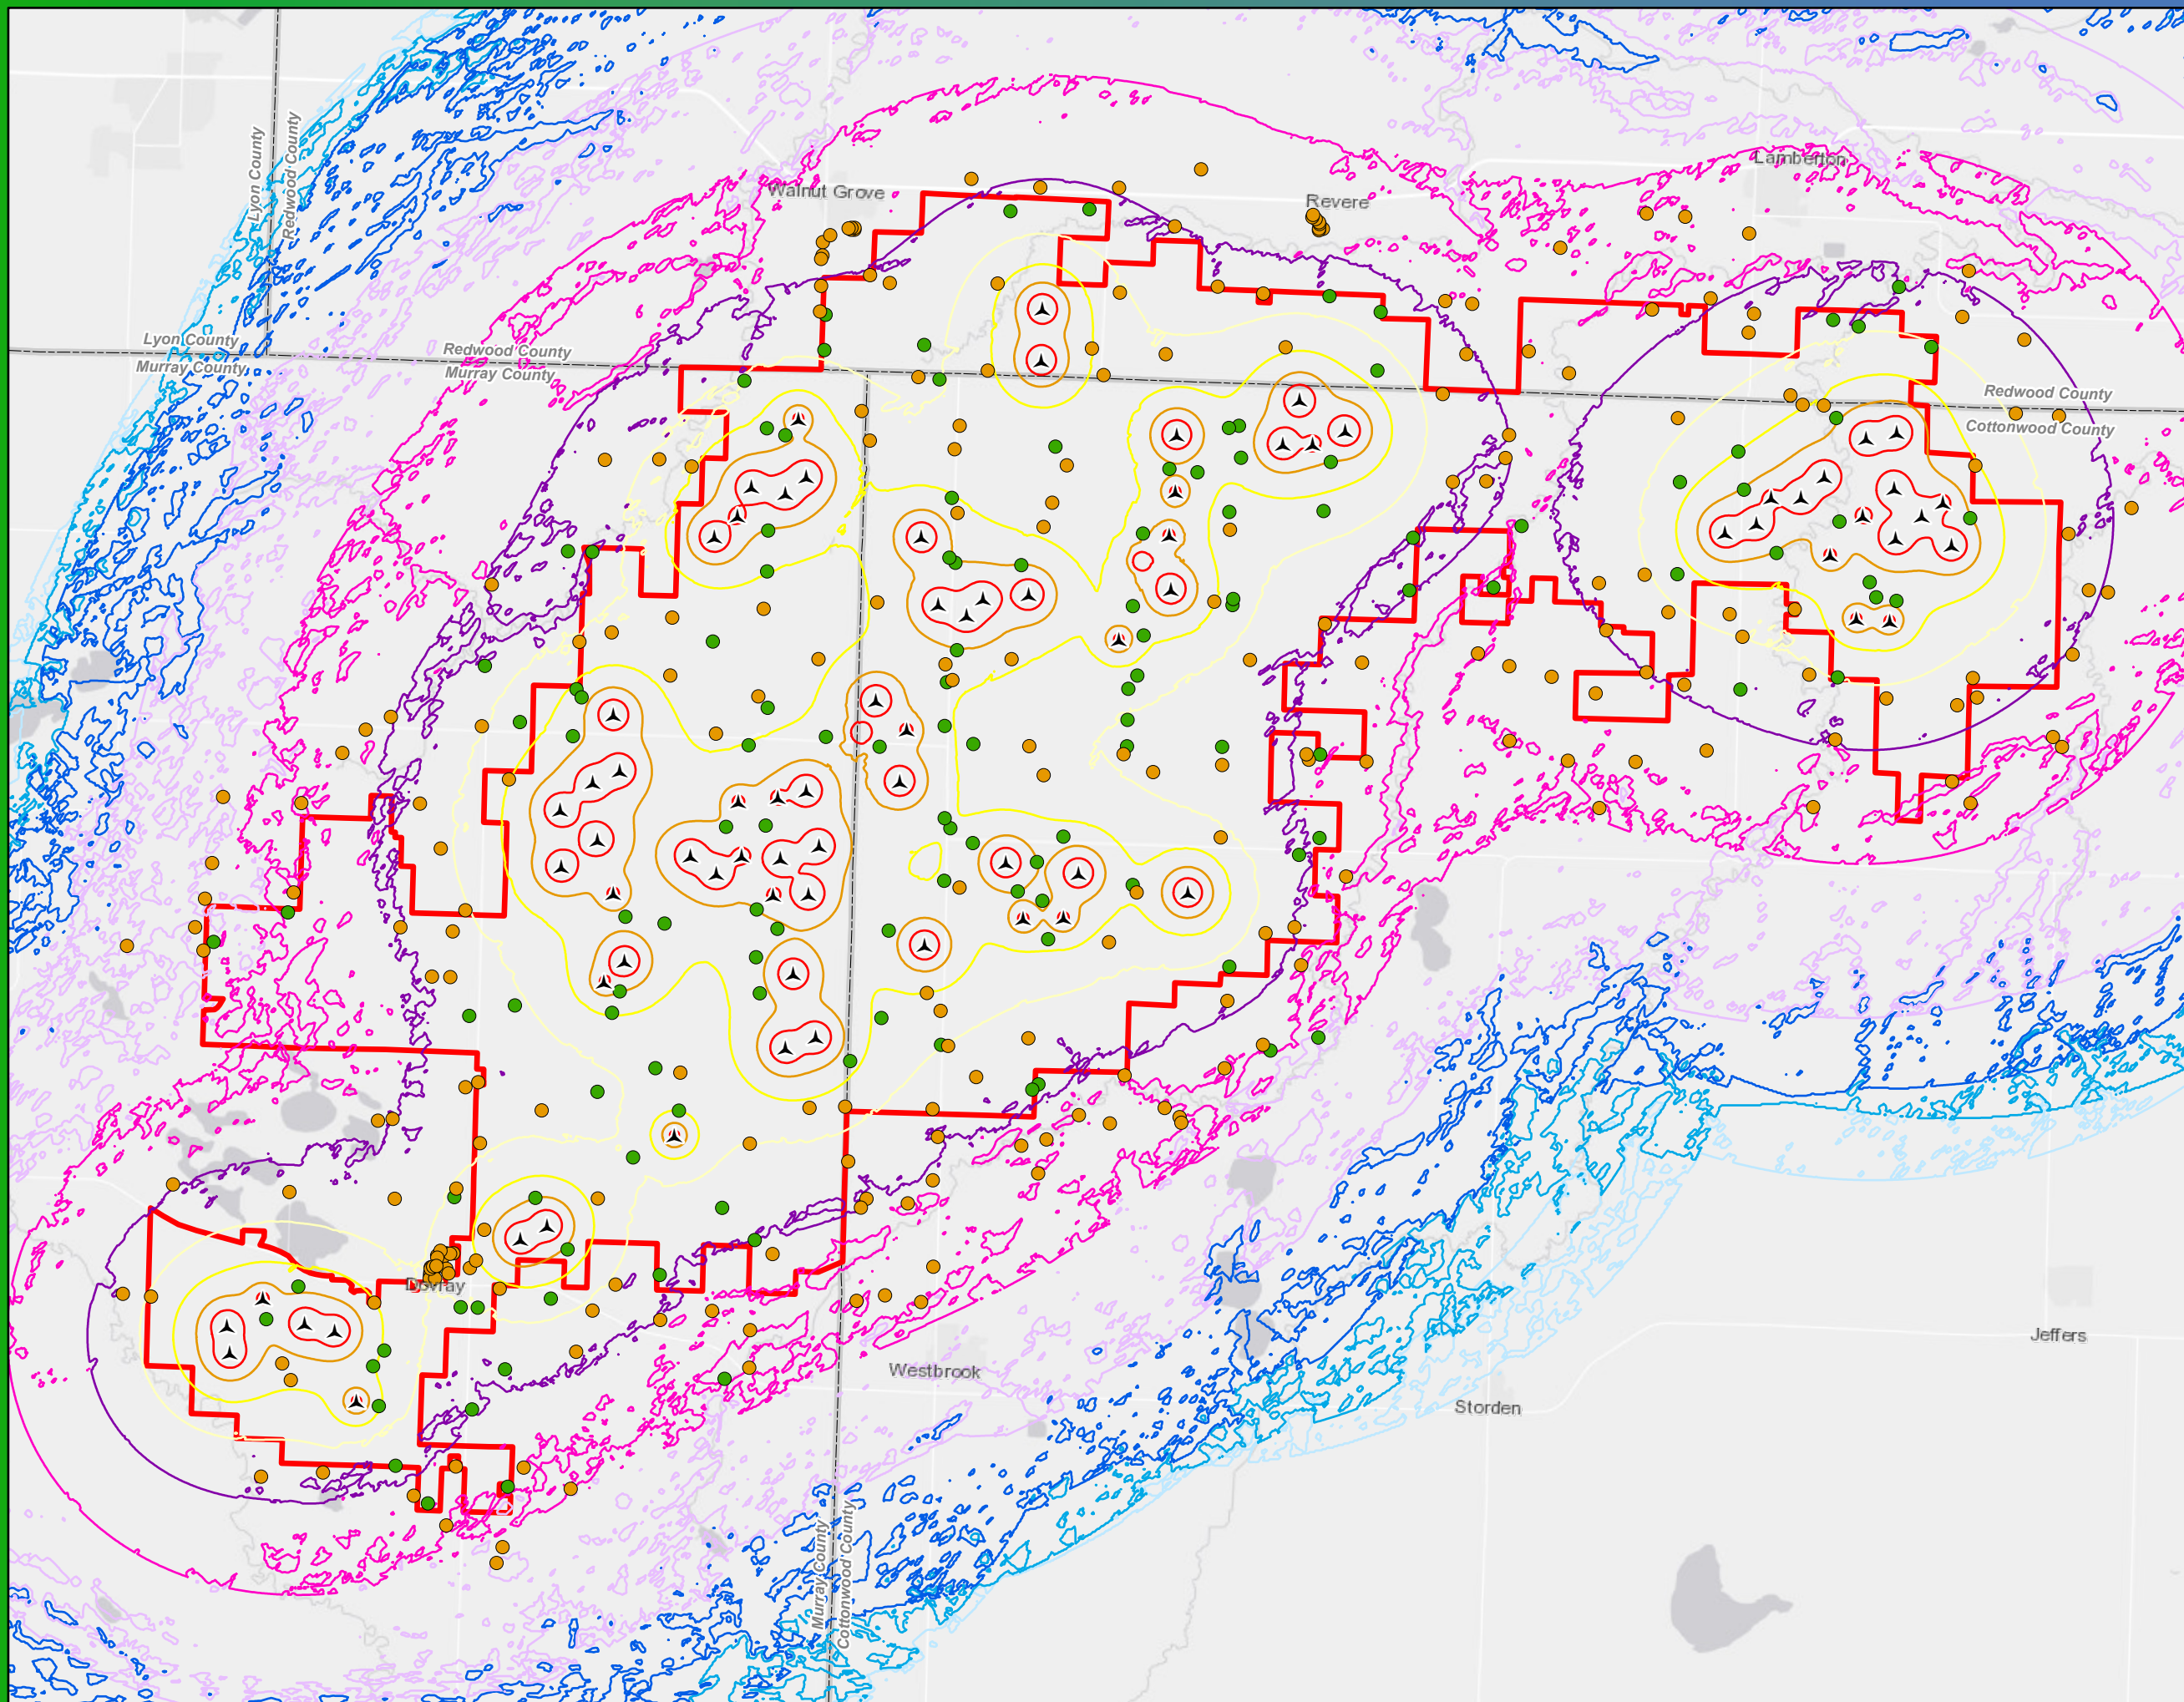 Lyon County
Redwood County
Walnut Grove
Revere
Lamberton
Lyon County
Murray County
Redwood County
Murray County
Redwood County
Cottonwood County
Dovray
Westbrook
Jeffers
Storden
Murray County
Cottonwood County